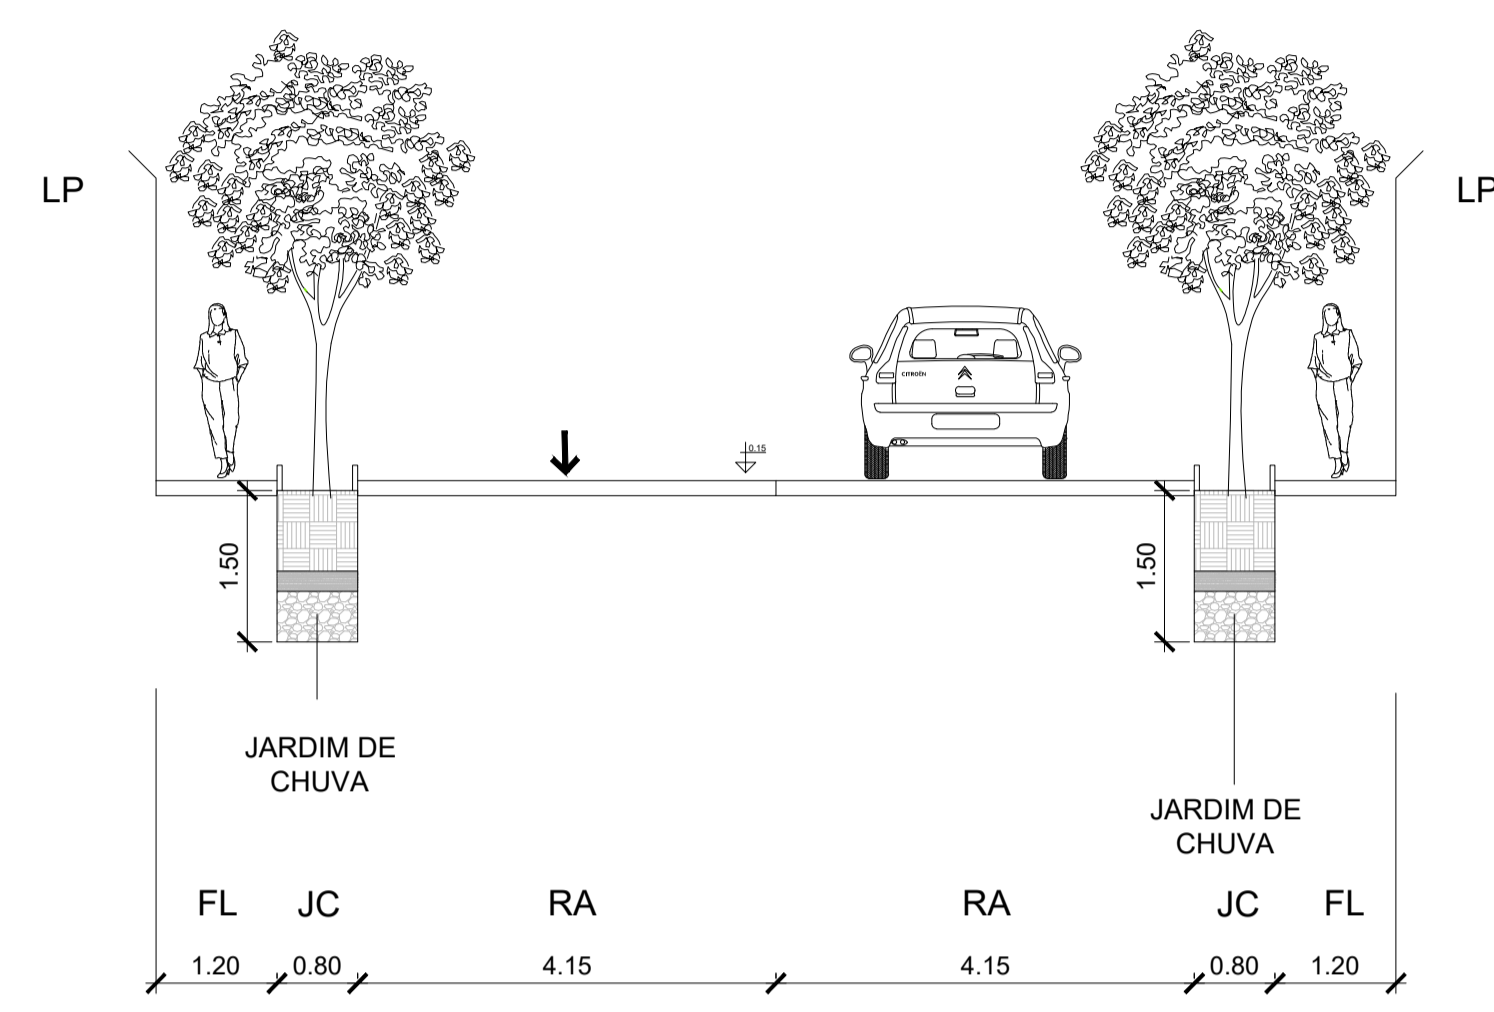 LP
LP
CITROËN
0.15
1.50
1.50
JARDIM DE
CHUVA
JARDIM DE
CHUVA
FL JC RA RA JC FL
1.20 0.80 4.15 4.15 0.80 1.20